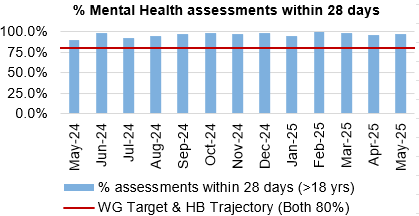 % Mental Health assessments within 28 days
100.0%
75.0%
50.0%
25.0%
0.0%
May-24
Jun-24
Jul-24
Aug-24
Sep-24
Oct-24
Nov-24
Dec-24
Jan-25
Feb-25
Mar-25
Apr-25
May-25
% assessments within 28 days (>18 yrs)
WG Target & HB Trajectory (Both 80%)